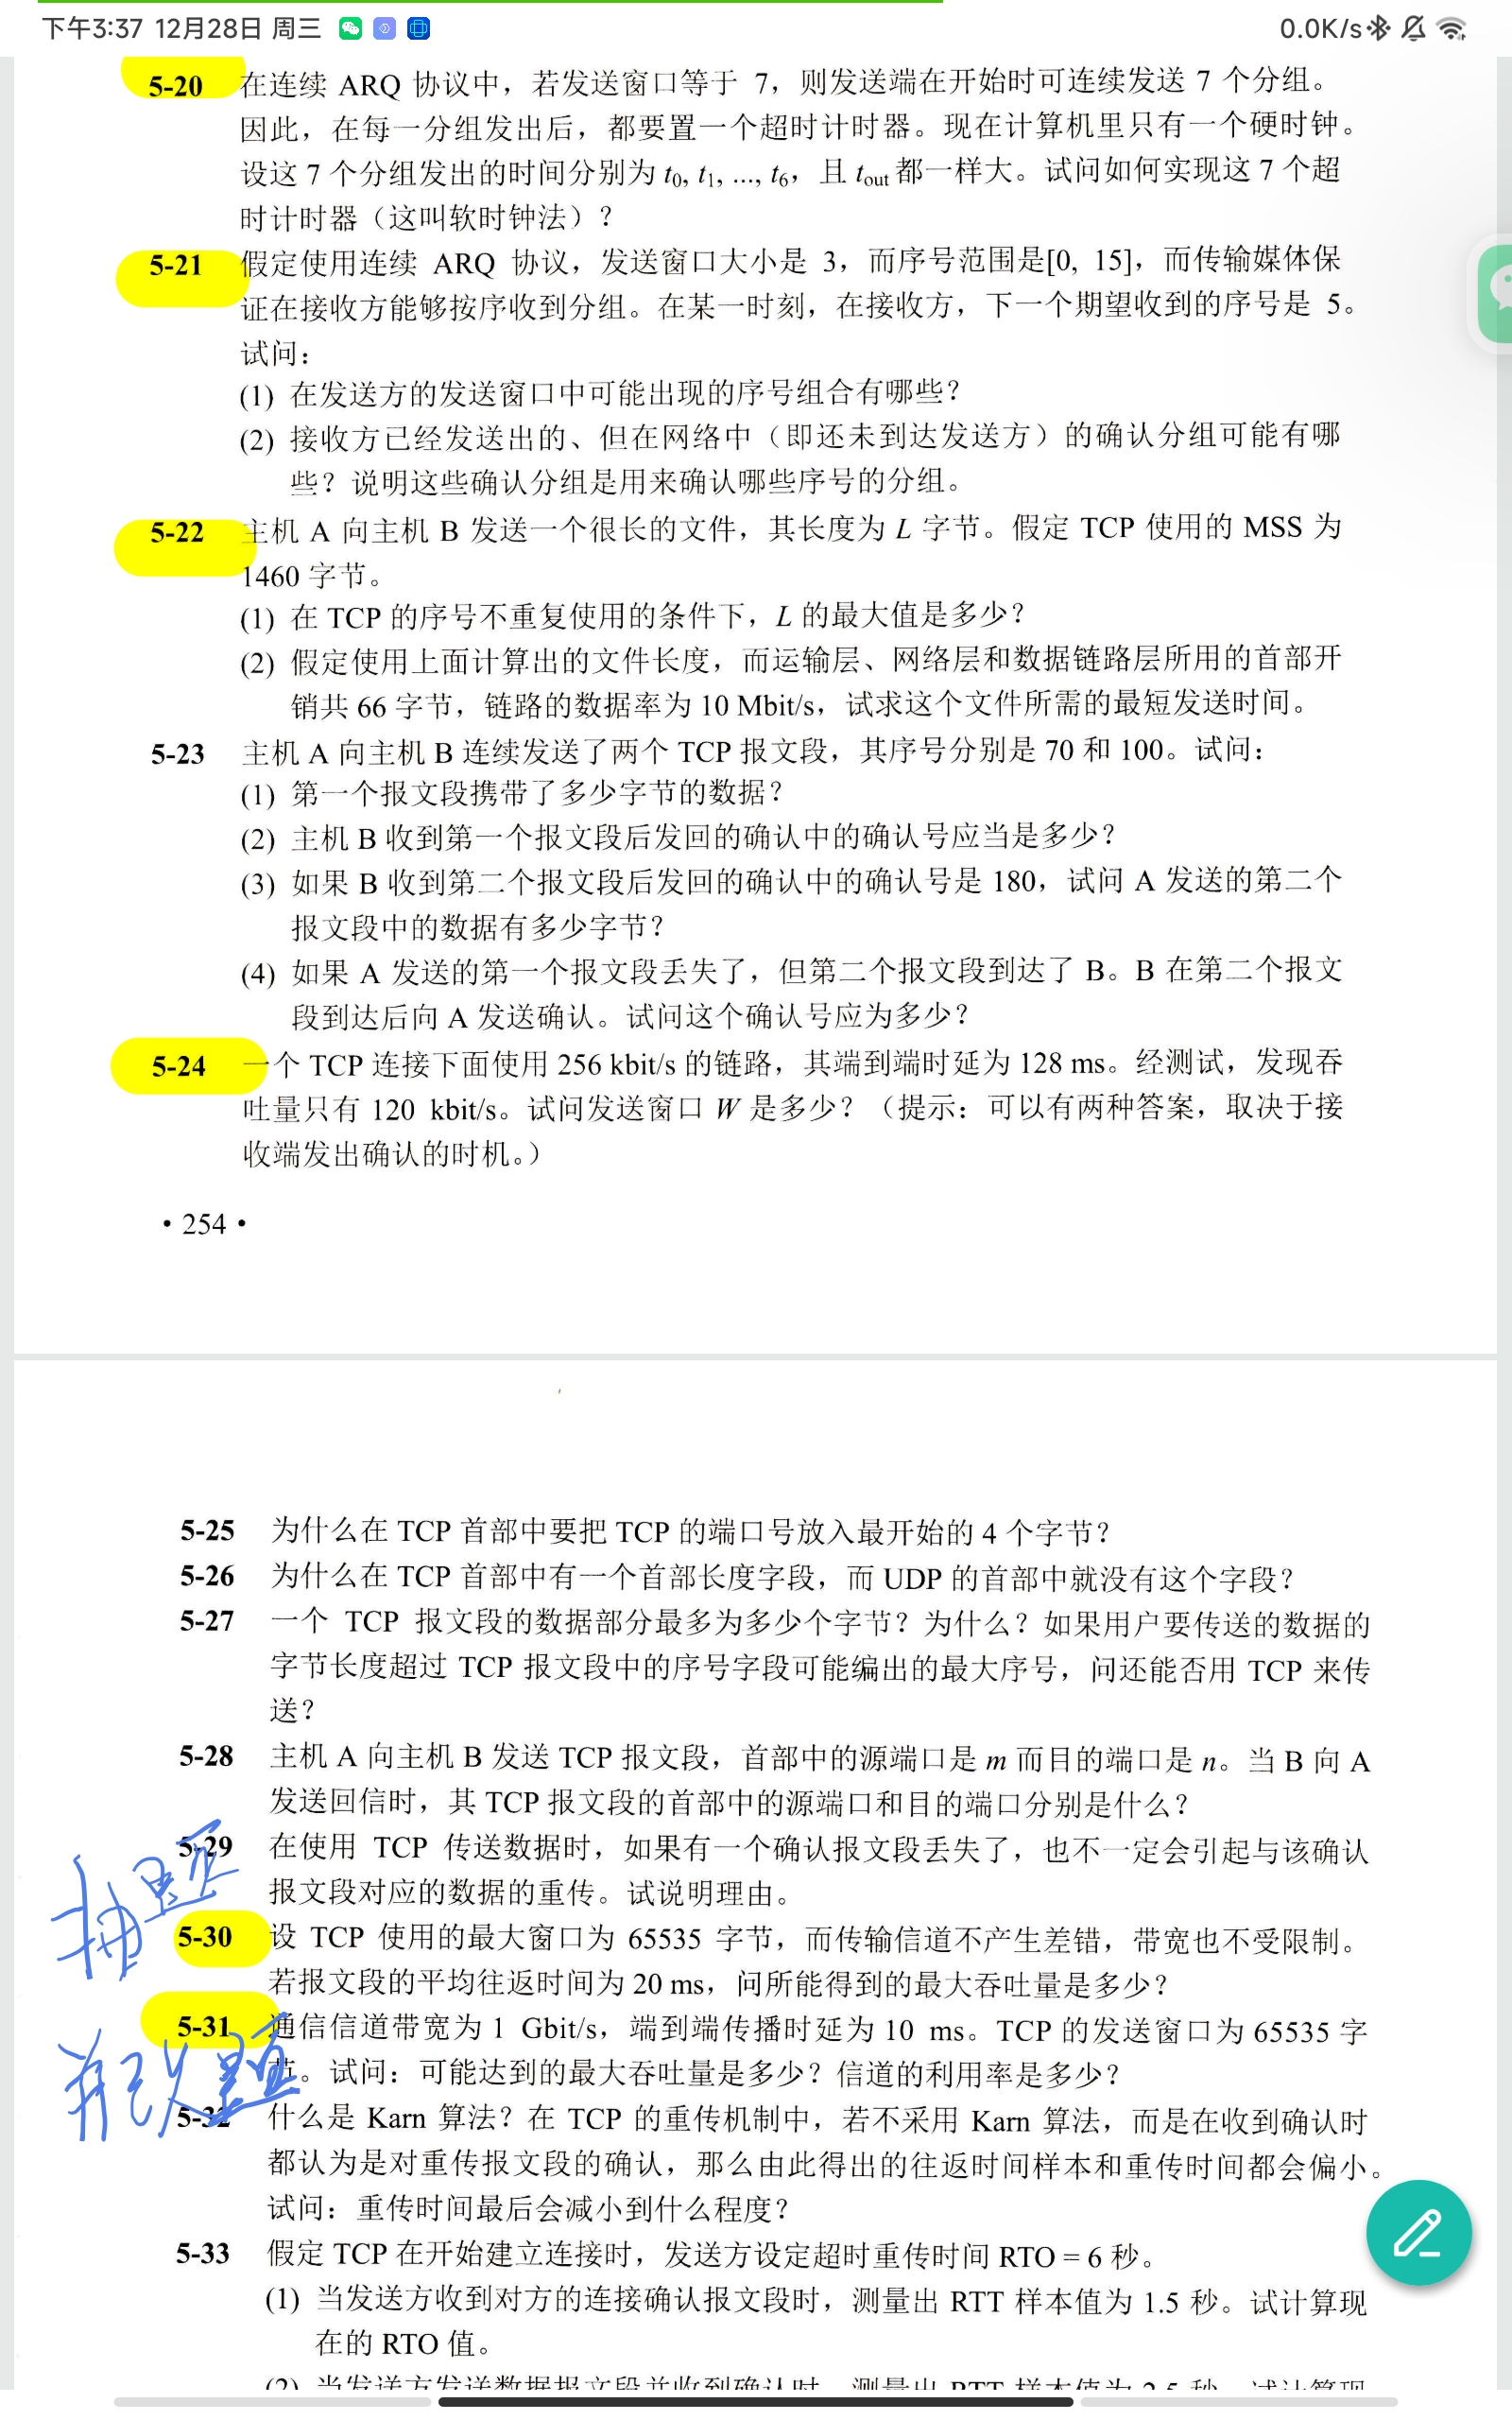 下午3:37 12月28日 周三
0.0K/s
5-20 在连续 ARQ 协议中，若发送窗口等于 7，则发送端在开始时可连续发送 7 个分组。
因此，在每一分组发出后，都要置一个超时计时器。现在计算机里只有一个硬时钟。
设这 7 个分组发出的时间分别为 t0, t1, ..., t6，且 tout 都一样大。试问如何实现这 7 个超
时计时器（这叫软时钟法）？
5-21 假定使用连续 ARQ 协议，发送窗口大小是 3，而序号范围是[0, 15]，而传输媒体保
证在接收方能够按序收到分组。在某一时刻，在接收方，下一个期望收到的序号是 5。
试问：
(1) 在发送方的发送窗口中可能出现的序号组合有哪些？
(2) 接收方已经发送出的、但在网络中（即还未到达发送方）的确认分组可能有哪
些？说明这些确认分组是用来确认哪些序号的分组。
5-22 主机 A 向主机 B 发送一个很长的文件，其长度为 L 字节。假定 TCP 使用的 MSS 为
1460 字节。
(1) 在 TCP 的序号不重复使用的条件下，L 的最大值是多少？
(2) 假定使用上面计算出的文件长度，而运输层、网络层和数据链路层所用的首部开
销共 66 字节，链路的数据率为 10 Mbit/s，试求这个文件所需的最短发送时间。
5-23 主机 A 向主机 B 连续发送了两个 TCP 报文段，其序号分别是 70 和 100。试问：
(1) 第一个报文段携带了多少字节的数据？
(2) 主机 B 收到第一个报文段后发回的确认中的确认号应当是多少？
(3) 如果 B 收到第二个报文段后发回的确认中的确认号是 180，试问 A 发送的第二个
报文段中的数据有多少字节？
(4) 如果 A 发送的第一个报文段丢失了，但第二个报文段到达了 B。B 在第二个报文
段到达后向 A 发送确认。试问这个确认号应为多少？
5-24 一个 TCP 连接下面使用 256 kbit/s 的链路，其端到端时延为 128 ms。经测试，发现吞
吐量只有 120 kbit/s。试问发送窗口 W 是多少？（提示：可以有两种答案，取决于接
收端发出确认的时机。）
• 254 •
5-25 为什么在 TCP 首部中要把 TCP 的端口号放入最开始的 4 个字节？
5-26 为什么在 TCP 首部中有一个首部长度字段，而 UDP 的首部中就没有这个字段？
5-27 一个 TCP 报文段的数据部分最多为多少个字节？为什么？如果用户要传送的数据的
字节长度超过 TCP 报文段中的序号字段可能编出的最大序号，问还能否用 TCP 来传
送？
5-28 主机 A 向主机 B 发送 TCP 报文段，首部中的源端口是 m 而目的端口是 n。当 B 向 A
发送回信时，其 TCP 报文段的首部中的源端口和目的端口分别是什么？
5-29 在使用 TCP 传送数据时，如果有一个确认报文段丢失了，也不一定会引起与该确认
报文段对应的数据的重传。试说明理由。
抽题
5-30 设 TCP 使用的最大窗口为 65535 字节，而传输信道不产生差错，带宽也不受限制。
若报文段的平均往返时间为 20 ms，问所能得到的最大吞吐量是多少？
5-31 通信信道带宽为 1 Gbit/s，端到端传播时延为 10 ms。TCP 的发送窗口为 65535 字
节。试问：可能达到的最大吞吐量是多少？信道的利用率是多少？
并改题
5-32 什么是 Karn 算法？在 TCP 的重传机制中，若不采用 Karn 算法，而是在收到确认时
都认为是对重传报文段的确认，那么由此得出的往返时间样本和重传时间都会偏小。
试问：重传时间最后会减小到什么程度？
5-33 假定 TCP 在开始建立连接时，发送方设定超时重传时间 RTO = 6 秒。
(1) 当发送方收到对方的连接确认报文段时，测量出 RTT 样本值为 1.5 秒。试计算现
在的 RTO 值。
(2) 当发送方发送数据报文段并收到确认时，测量出 RTT 样本值为 2.5 秒。试计算现